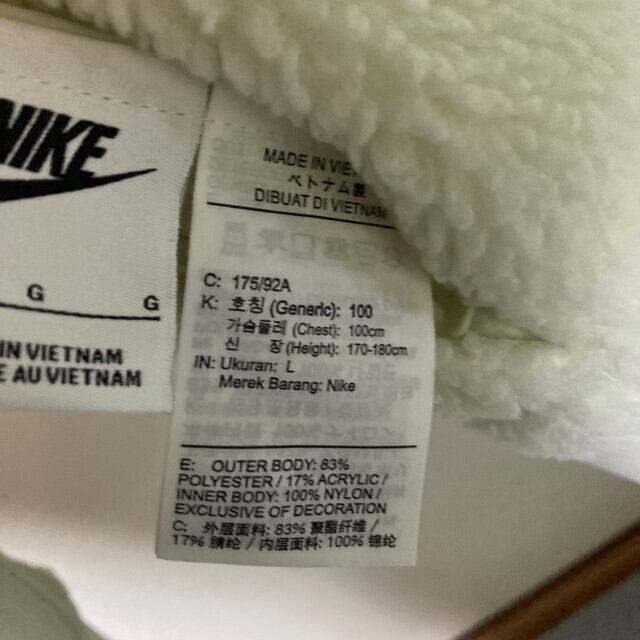 NIKE
G G
IN VIETNAM
AU VIETNAM
MADE IN VIET
ベトナム製
DIBUAT DI VIETNAM
C: 175/92A
K: 호칭 (Generic): 100
가슴둘레 (Chest): 100cm
신 장 (Height): 170-180cm
IN: Ukuran: L
Merek Barang: Nike
E: OUTER BODY: 83%
POLYESTER / 17% ACRYLIC /
INNER BODY: 100% NYLON /
EXCLUSIVE OF DECORATION
C: 外层面料: 83% 聚酯纤维 /
17% 腈纶 / 内层面料: 100% 锦纶